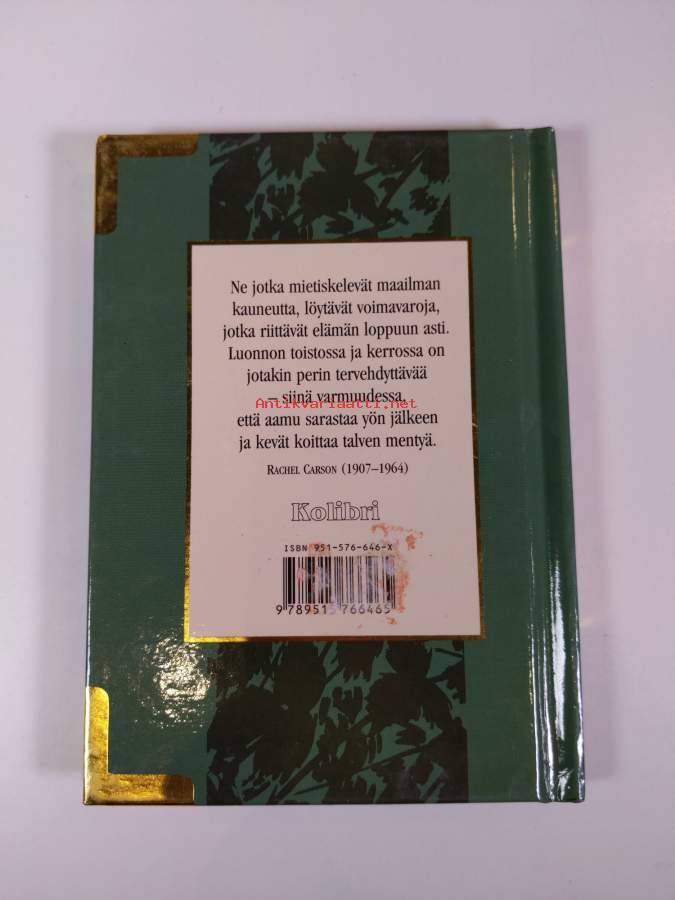 Ne jotka mietiskelevät maailman
kauneutta, löytävät voimavaroja,
jotka riittävät elämän loppuun asti.
Luonnon toistossa ja kerrossa on
jotakin perin tervehdyttävää
– siinä varmuudessa,
Antikvariaatti.net
että aamu sarastaa yön jälkeen
ja kevät koittaa talven mentyä.
RACHEL CARSON (1907–1964)
Kolibri
ISBN 951-576-646-X
9 789515 766465